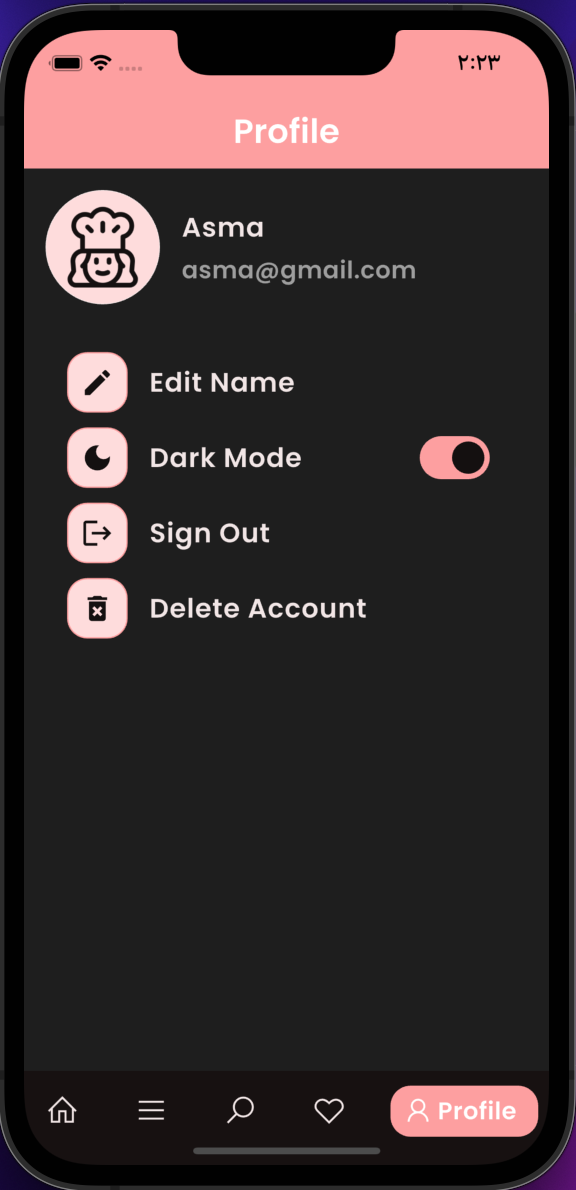 ٢:٢٣
Profile
Asma
asma@gmail.com
Edit Name
Dark Mode
Sign Out
Delete Account
Profile